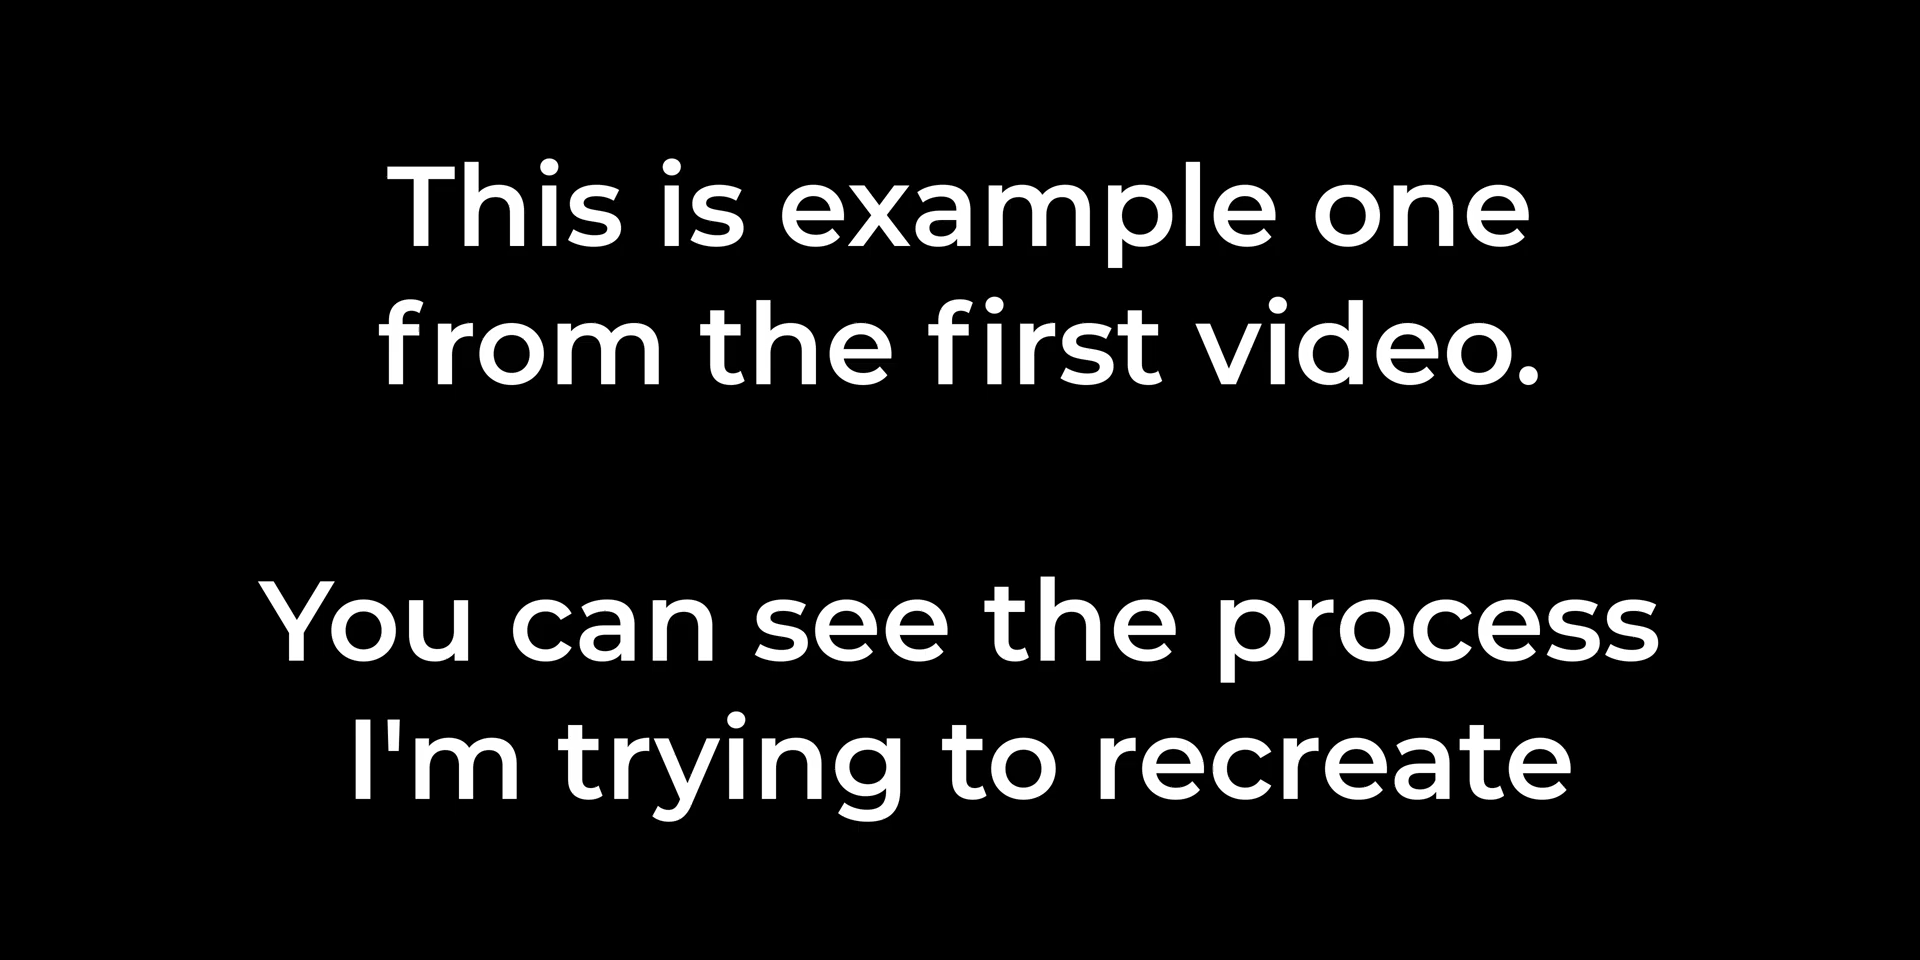 This is example one
from the first video.
You can see the process
I'm trying to recreate